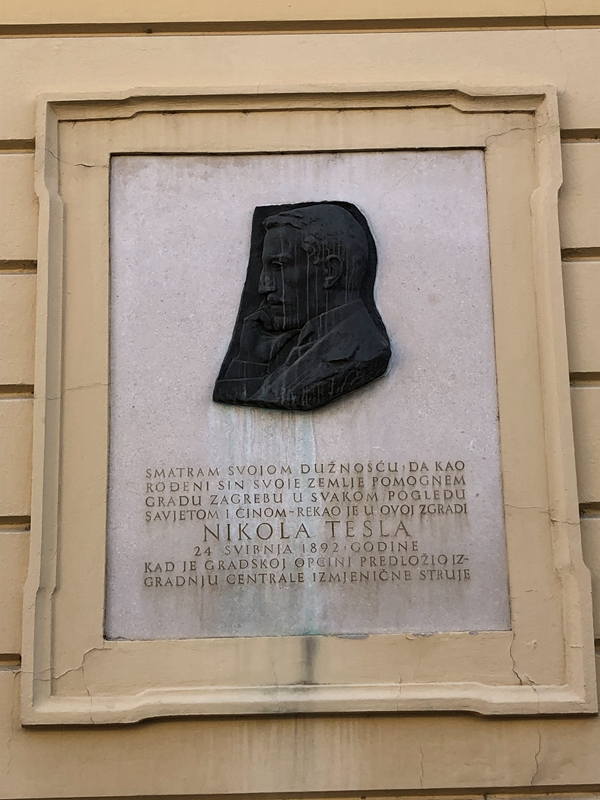 SMATRAM SVOJOM DUŽNOŠĆU, DA KAO
ROĐENI SIN SVOJE ZEMLJE POMOGNEM
GRADU ZAGREBU U SVAKOM POGLEDU
SAVJETOM I ČINOM-REKAO JE U OVOJ ZGRADI
NIKOLA TESLA
24 SVIBNJA 1892 GODINE
KAD JE GRADSKOJ OPĆINI PREDLOŽIO IZ-
GRADNJU CENTRALE IZMJENIČNE STRUJE